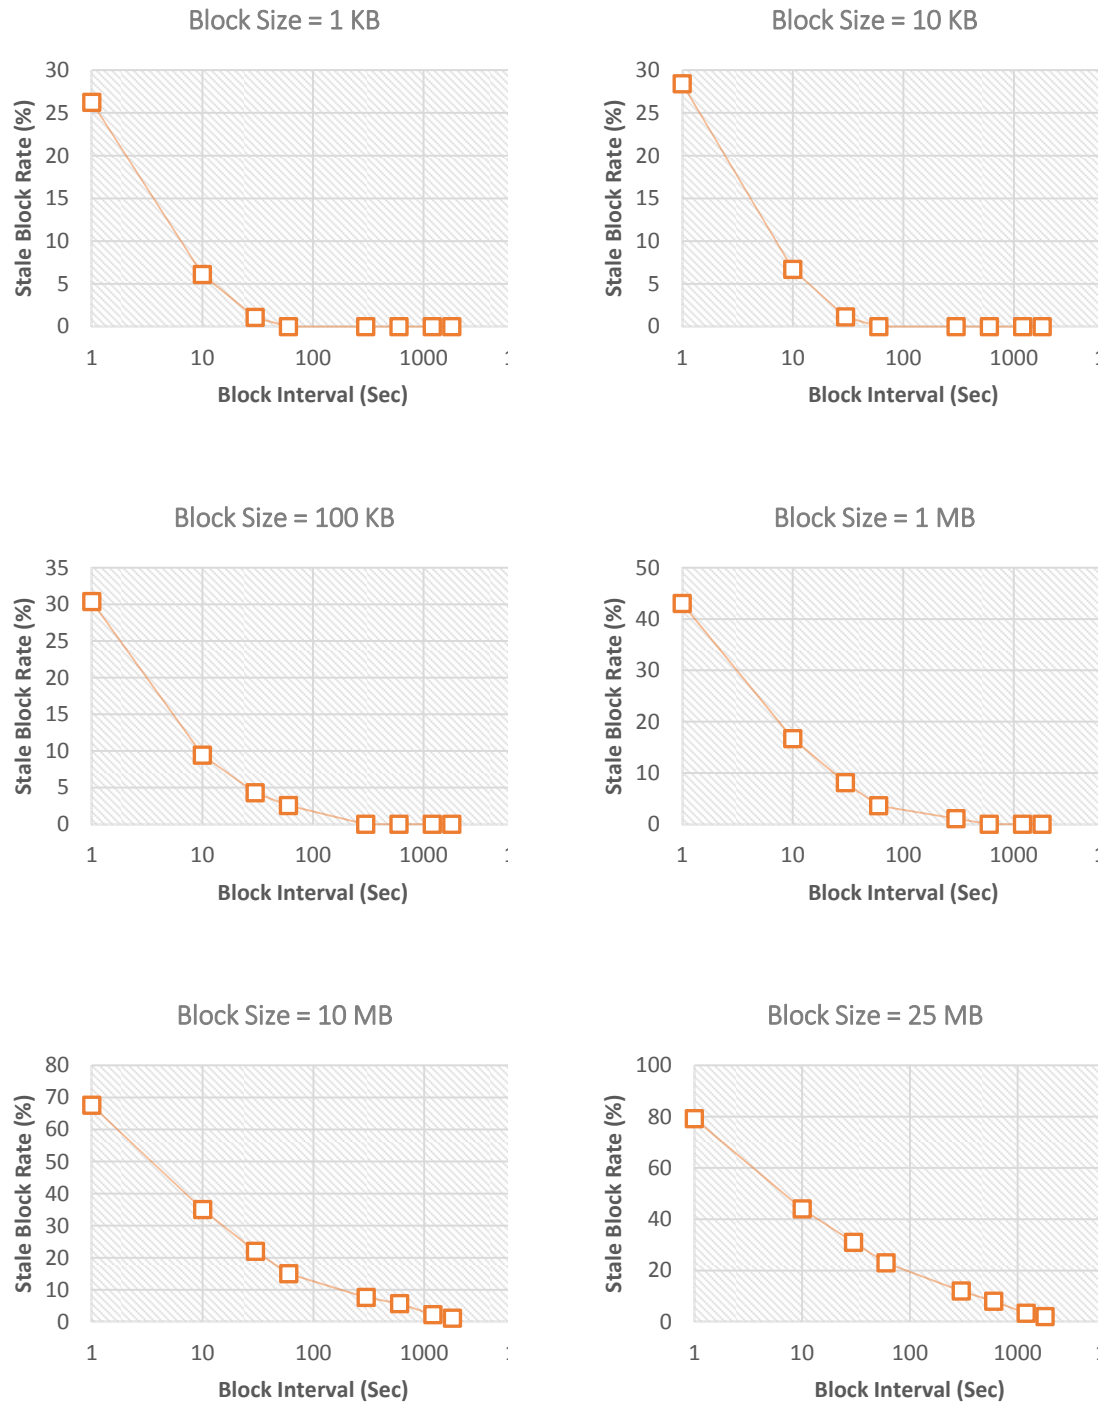 Block Size = 1 KB
30
25
20
15
10
5
0
Stale Block Rate (%)
1 10 100 1000
Block Interval (Sec)
Block Size = 10 KB
30
25
20
15
10
5
0
Stale Block Rate (%)
1 10 100 1000
Block Interval (Sec)
Block Size = 100 KB
35
30
25
20
15
10
5
0
Stale Block Rate (%)
1 10 100 1000
Block Interval (Sec)
Block Size = 1 MB
50
40
30
20
10
0
Stale Block Rate (%)
1 10 100 1000
Block Interval (Sec)
Block Size = 10 MB
80
70
60
50
40
30
20
10
0
Stale Block Rate (%)
1 10 100 1000
Block Interval (Sec)
Block Size = 25 MB
100
80
60
40
20
0
Stale Block Rate (%)
1 10 100 1000
Block Interval (Sec)